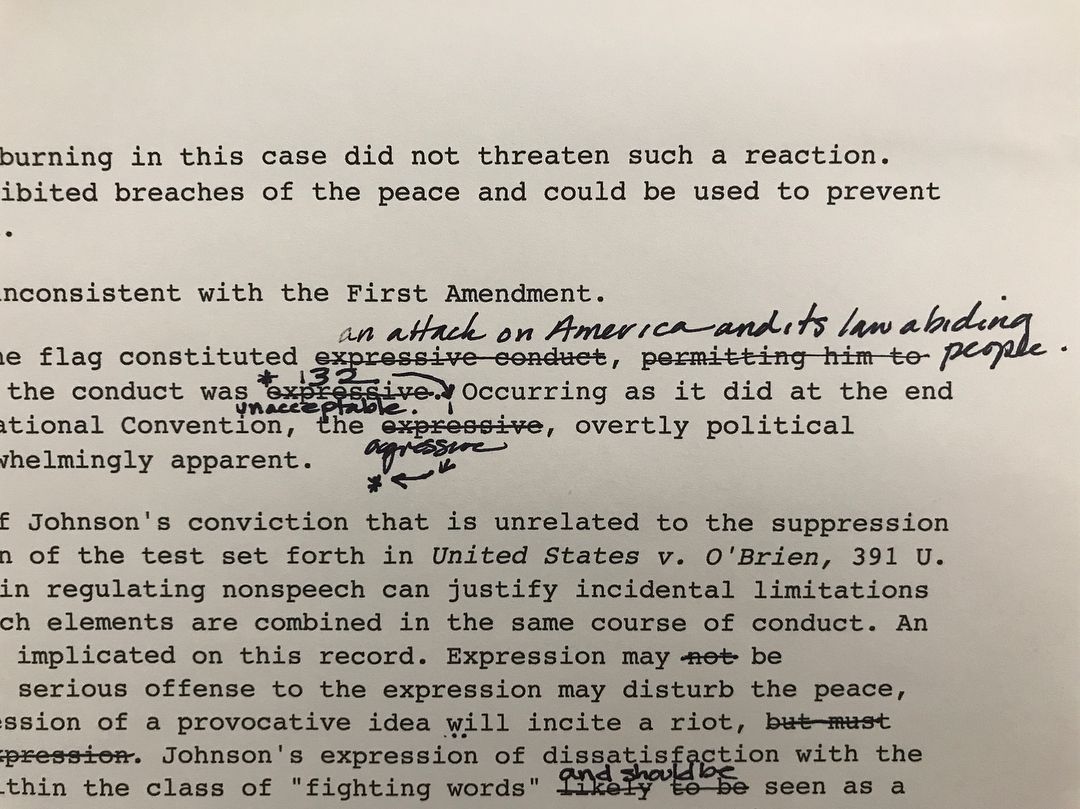 burning in this case did not threaten such a reaction.
ibited breaches of the peace and could be used to prevent
.
nconsistent with the First Amendment.
an attack on America and its law abiding
he flag constituted expressive conduct, permitting him to people.
* 132
the conduct was expressive. Occurring as it did at the end
unacceptable.
ational Convention, the expressive, overtly political
agressive
whelmingly apparent.
*
f Johnson's conviction that is unrelated to the suppression
n of the test set forth in United States v. O'Brien, 391 U.
in regulating nonspeech can justify incidental limitations
ch elements are combined in the same course of conduct. An
implicated on this record. Expression may not be
serious offense to the expression may disturb the peace,
ession of a provocative idea will incite a riot, but must
pression. Johnson's expression of dissatisfaction with the
and should be
ithin the class of "fighting words" likely to be seen as a